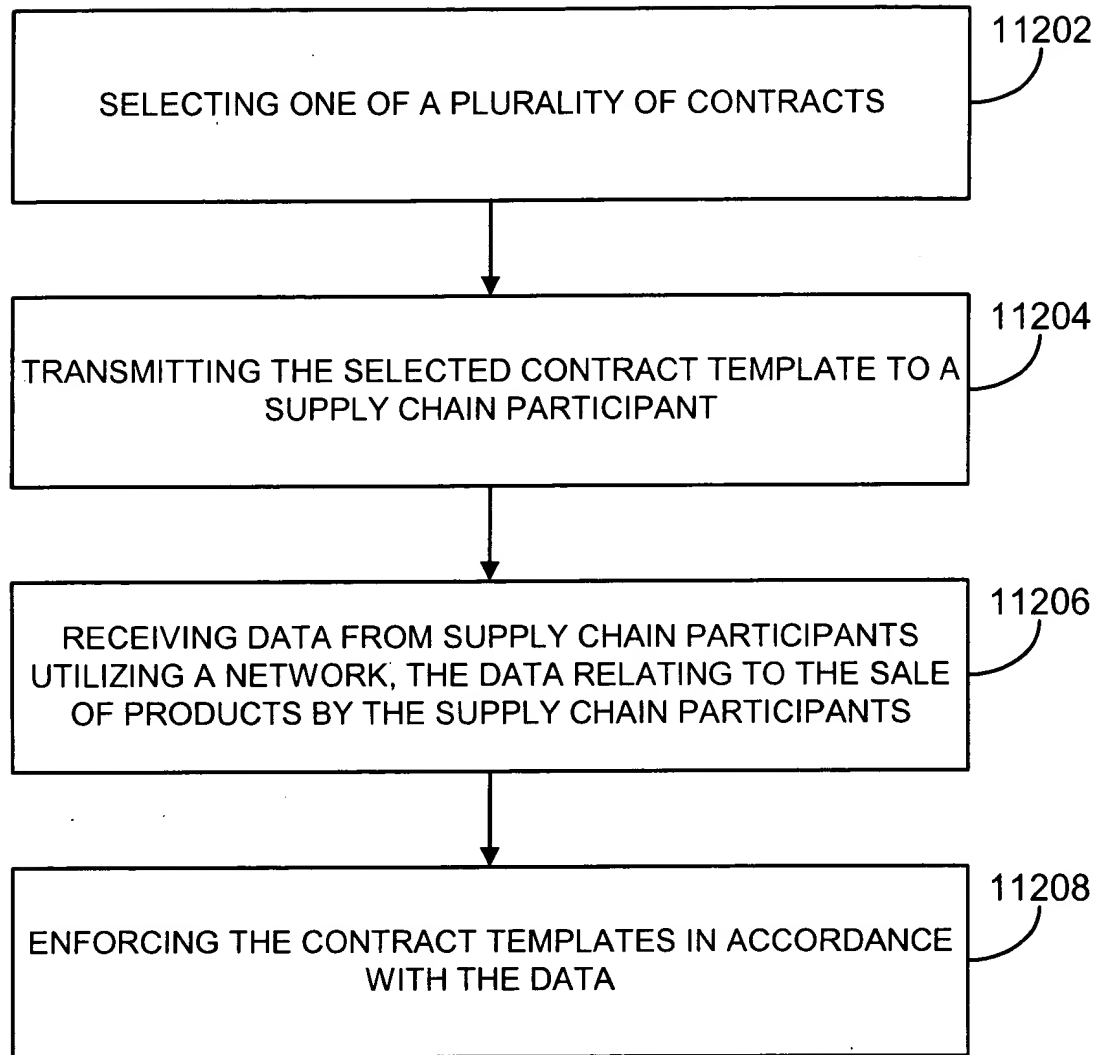 11202
SELECTING ONE OF A PLURALITY OF CONTRACTS
11204
TRANSMITTING THE SELECTED CONTRACT TEMPLATE TO A
SUPPLY CHAIN PARTICIPANT
11206
RECEIVING DATA FROM SUPPLY CHAIN PARTICIPANTS
UTILIZING A NETWORK, THE DATA RELATING TO THE SALE
OF PRODUCTS BY THE SUPPLY CHAIN PARTICIPANTS
11208
ENFORCING THE CONTRACT TEMPLATES IN ACCORDANCE
WITH THE DATA